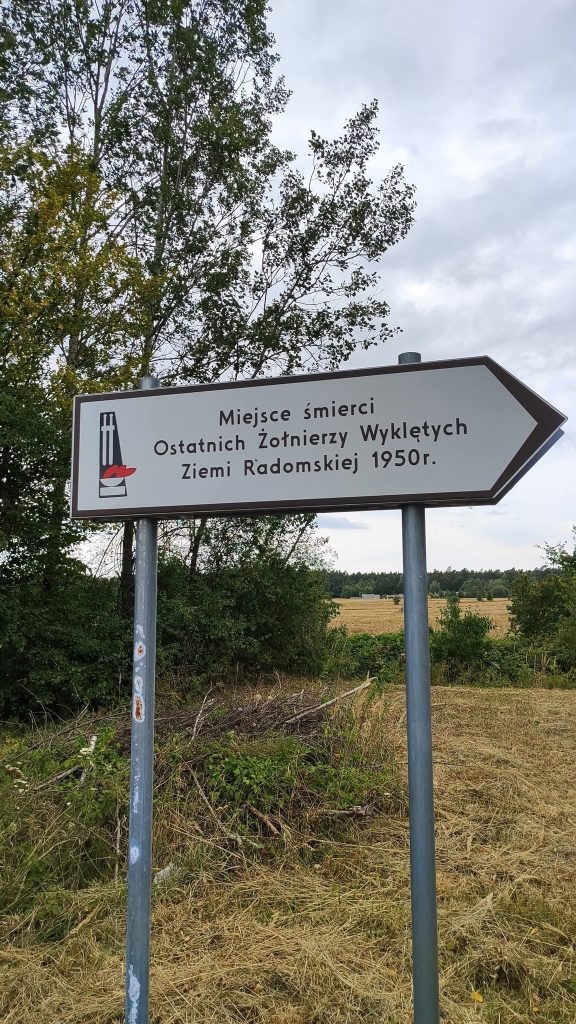 Miejsce śmierci
Ostatnich Żołnierzy Wyklętych
Ziemi Radomskiej 1950r.